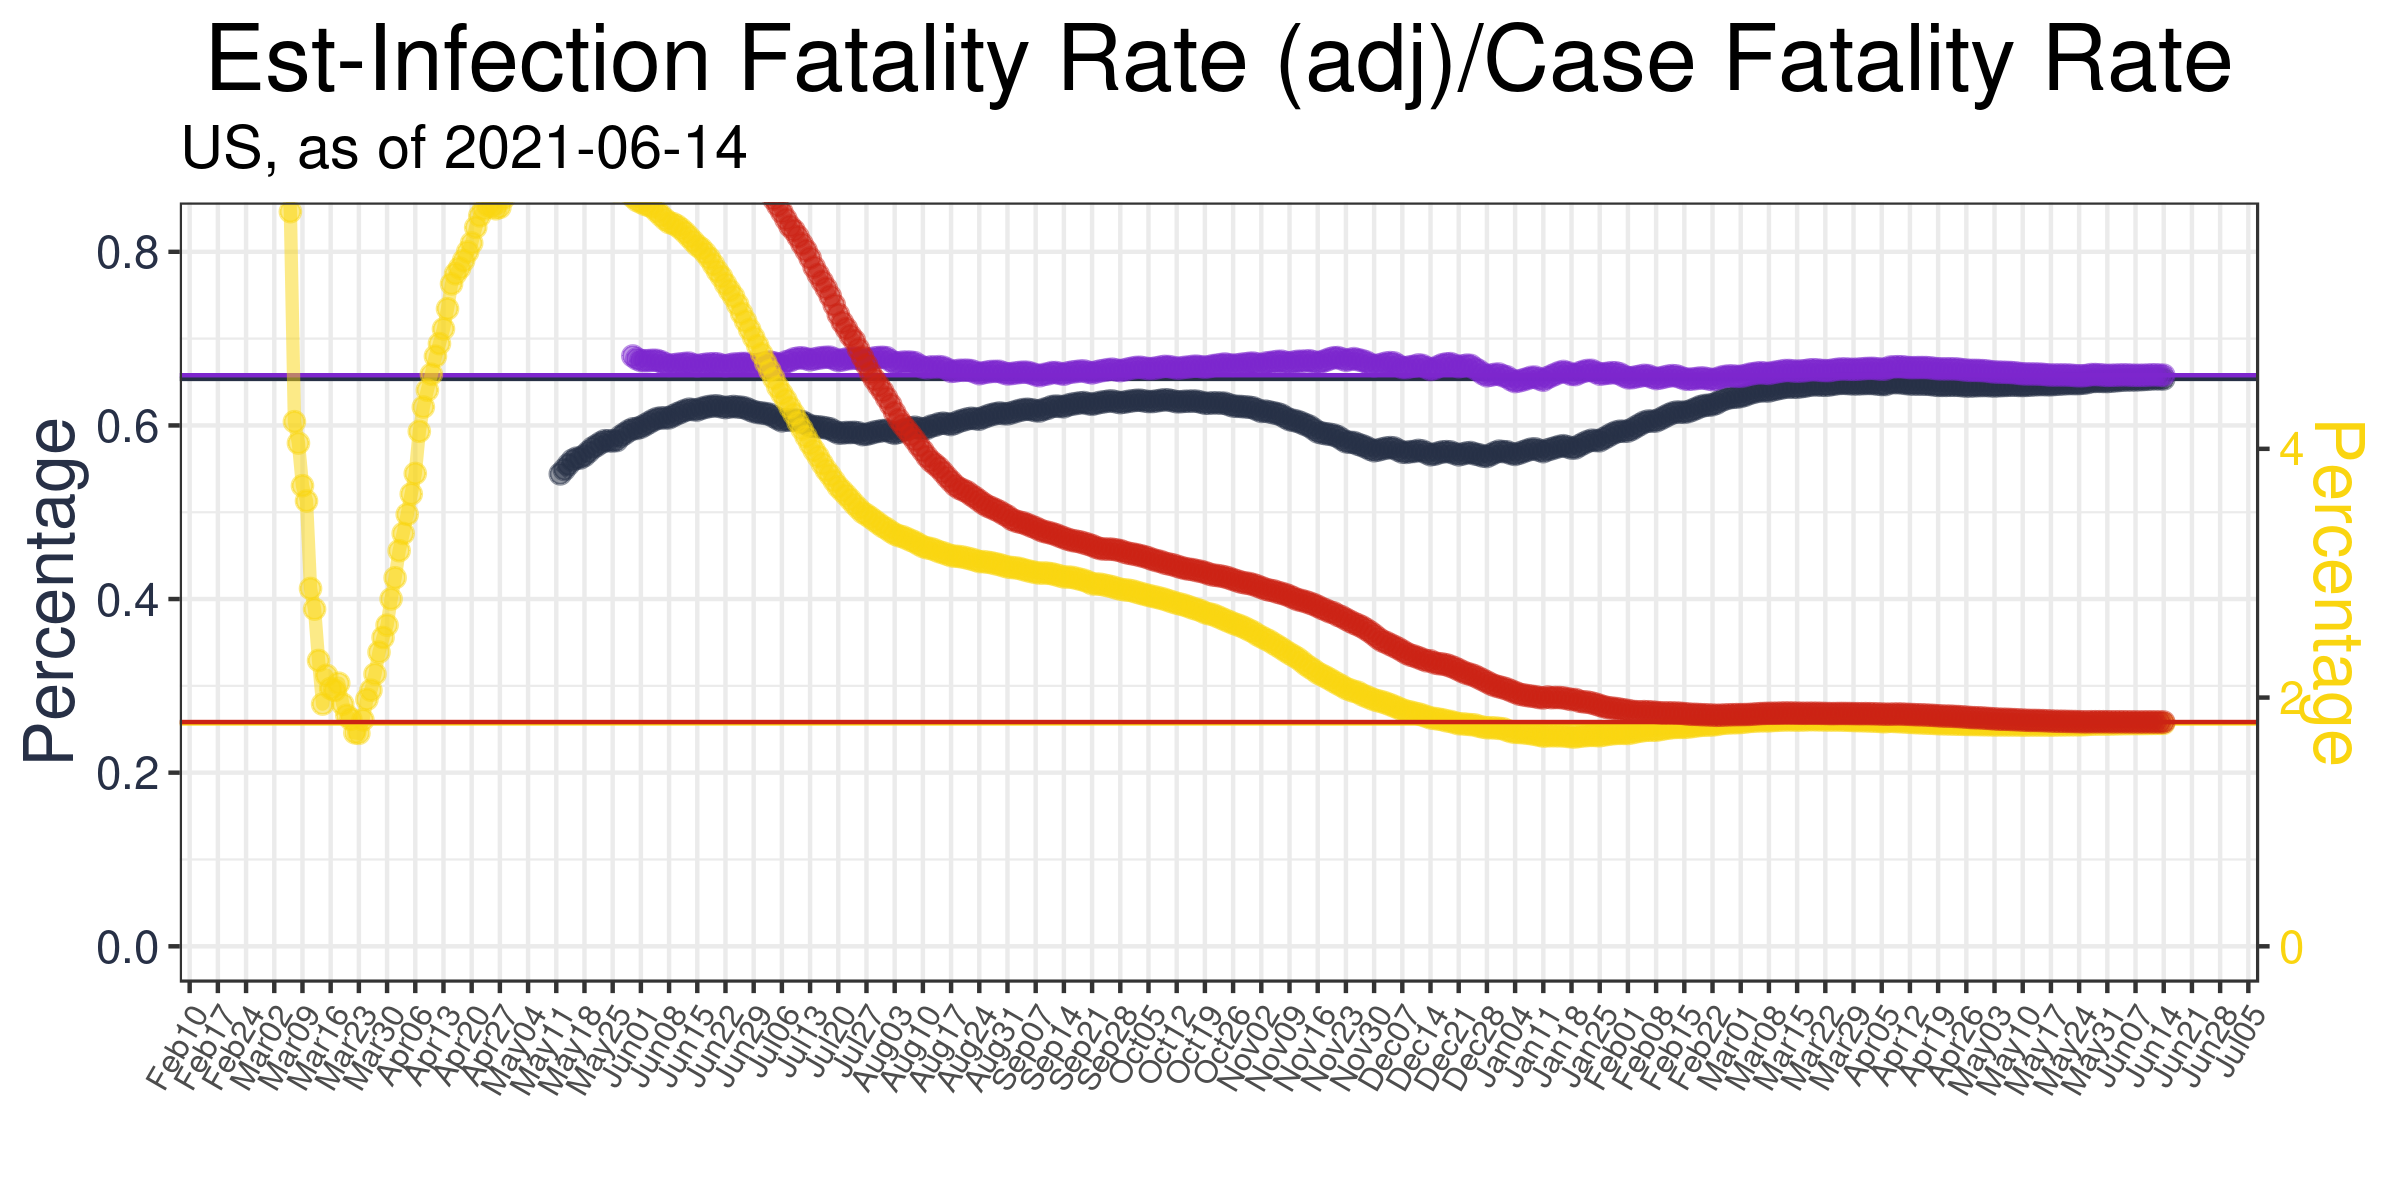 Est-Infection Fatality Rate (adj)/Case Fatality Rate
US, as of 2021-06-14
Percentage
0.8
0.6
0.4
0.2
0.0
4
2
0
Percentage
Feb10
Feb17
Feb24
Mar02
Mar09
Mar16
Mar23
Mar30
Apr06
Apr13
Apr20
Apr27
May04
May11
May18
May25
Jun01
Jun08
Jun15
Jun22
Jun29
Jul06
Jul13
Jul20
Jul27
Aug03
Aug10
Aug17
Aug24
Aug31
Sep07
Sep14
Sep21
Sep28
Oct05
Oct12
Oct19
Oct26
Nov02
Nov09
Nov16
Nov23
Nov30
Dec07
Dec14
Dec21
Dec28
Jan04
Jan11
Jan18
Jan25
Feb01
Feb08
Feb15
Feb22
Mar01
Mar08
Mar15
Mar22
Mar29
Apr05
Apr12
Apr19
Apr26
May03
May10
May17
May24
May31
May07
Jun14
Jun21
Jun28
Jul05